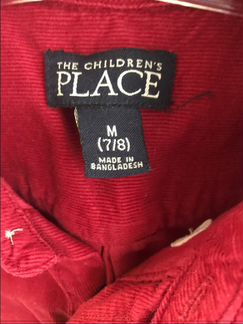 THE CHILDREN'S
PLACE
M
(7/8)
MADE IN
BANGLADESH